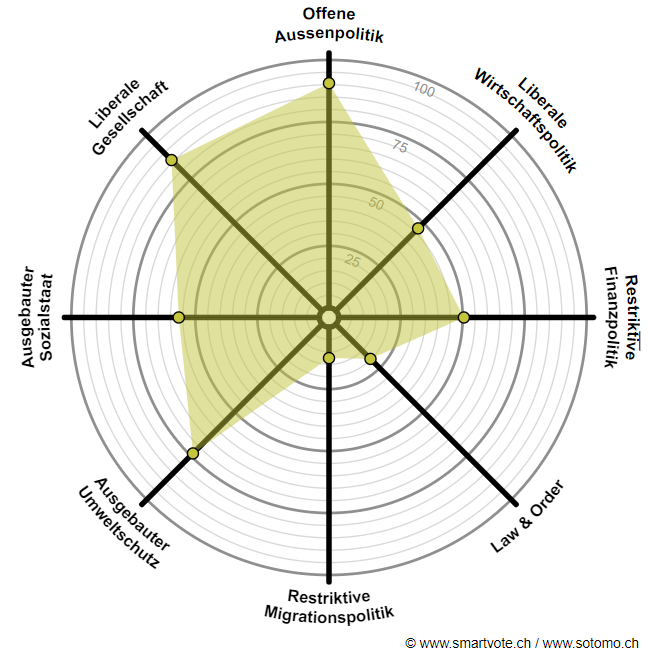 Offene
Aussenpolitik
Liberale
Wirtschaftspolitik
Restriktive
Finanzpolitik
Law & Order
Restriktive
Migrationspolitik
Ausgebauter
Umweltschutz
Ausgebauter
Sozialstaat
Liberale
Gesellschaft
100
75
50
25
© www.smartvote.ch / www.sotomo.ch